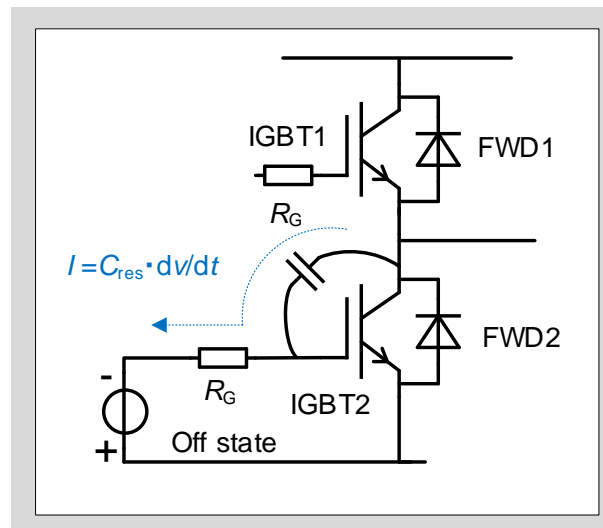 IGBT1
FWD1
RG
I=Cres·dv/dt
FWD2
-
RG
IGBT2
+
Off state